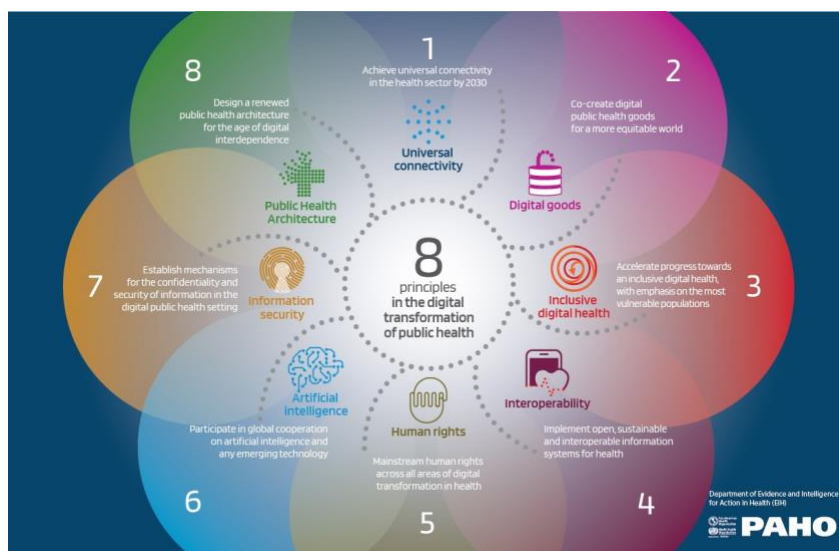 8
principles
in the digital
transformation
of public health
1
Achieve universal connectivity
in the health sector by 2030
Universal
connectivity
2
Co-create digital
public health goods
for a more equitable world
Digital goods
3
Accelerate progress towards
an inclusive digital health,
with emphasis on the most
vulnerable populations
Inclusive
digital health
4
Interoperability
Implement open, sustainable
and interoperable information
systems for health
5
Human rights
Mainstream human rights
across all areas of digital
transformation in health
6
Artificial
intelligence
Participate in global cooperation
on artificial intelligence and
any emerging technology
7
Establish mechanisms
for the confidentiality and
security of information in the
digital public health setting
Information
security
8
Design a renewed
public health architecture
for the age of digital
interdependence
Public Health
Architecture
Department of Evidence and Intelligence
for Action in Health (EIH)
PAHO